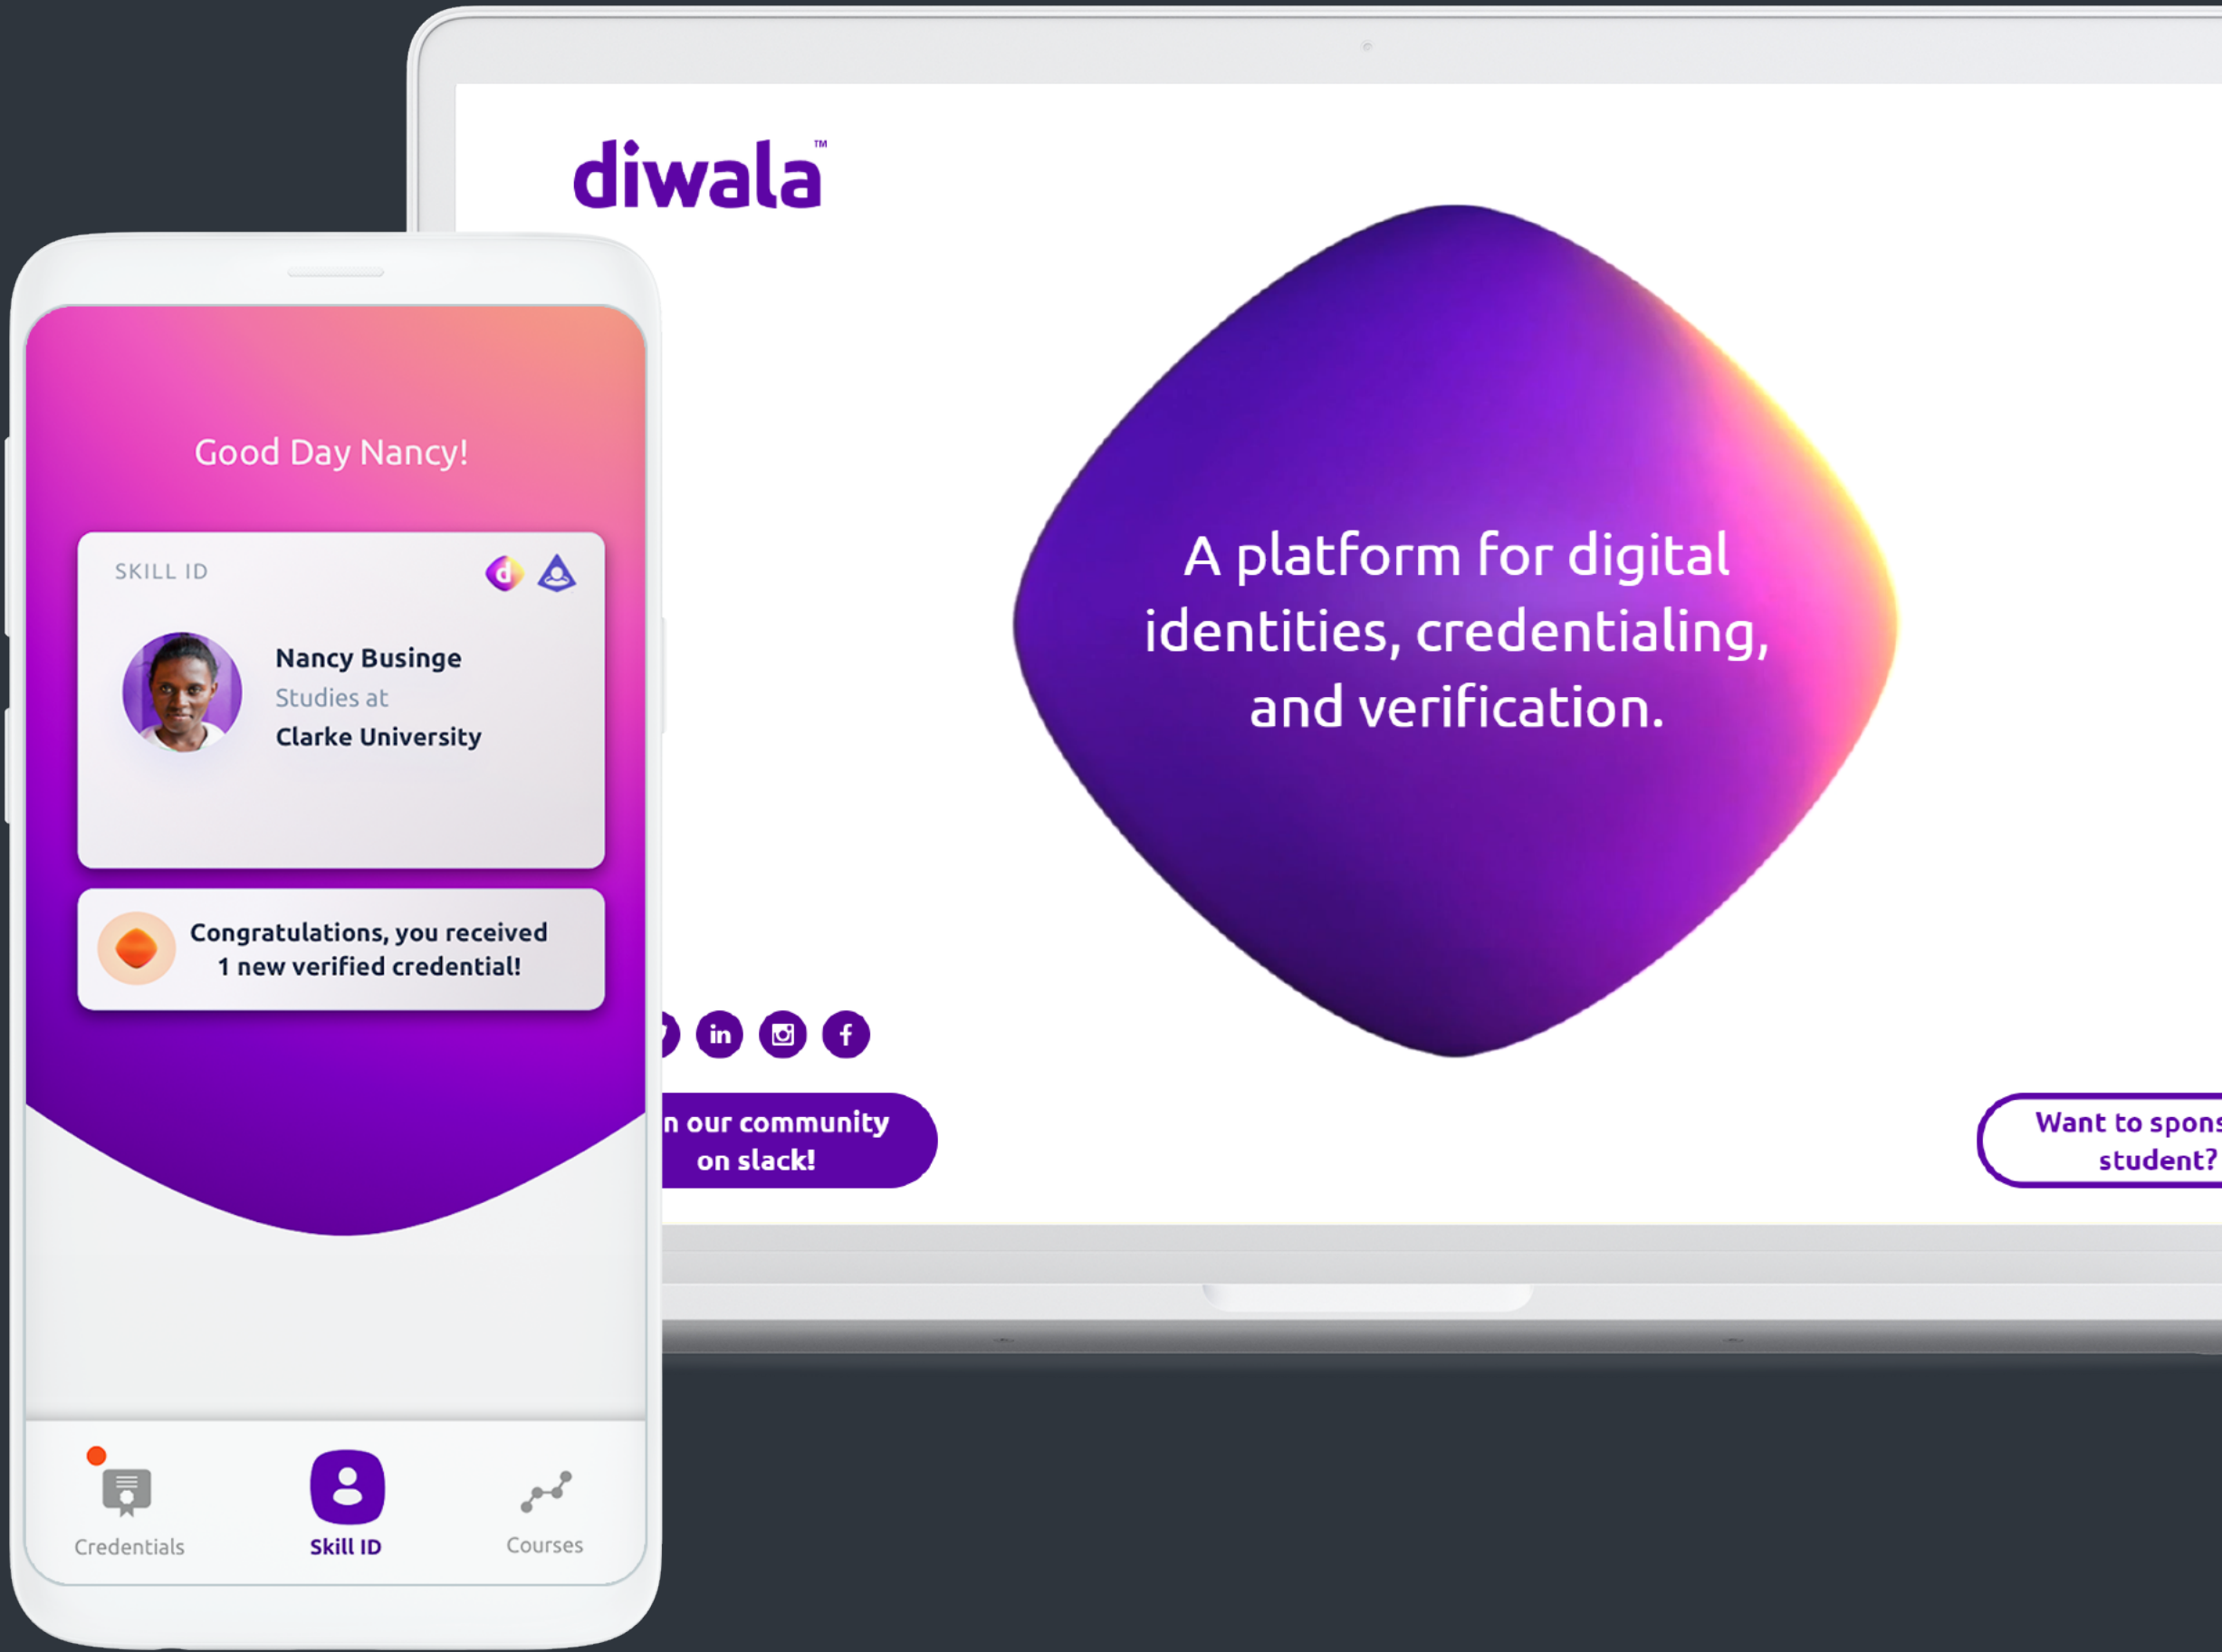 diwala™
A platform for digital
identities, credentialing,
and verification.
in
f
n our community
on slack!
Want to spons
student?
Good Day Nancy!
SKILL ID
d
Nancy Businge
Studies at
Clarke University
Congratulations, you received
1 new verified credential!
Credentials
Skill ID
Courses